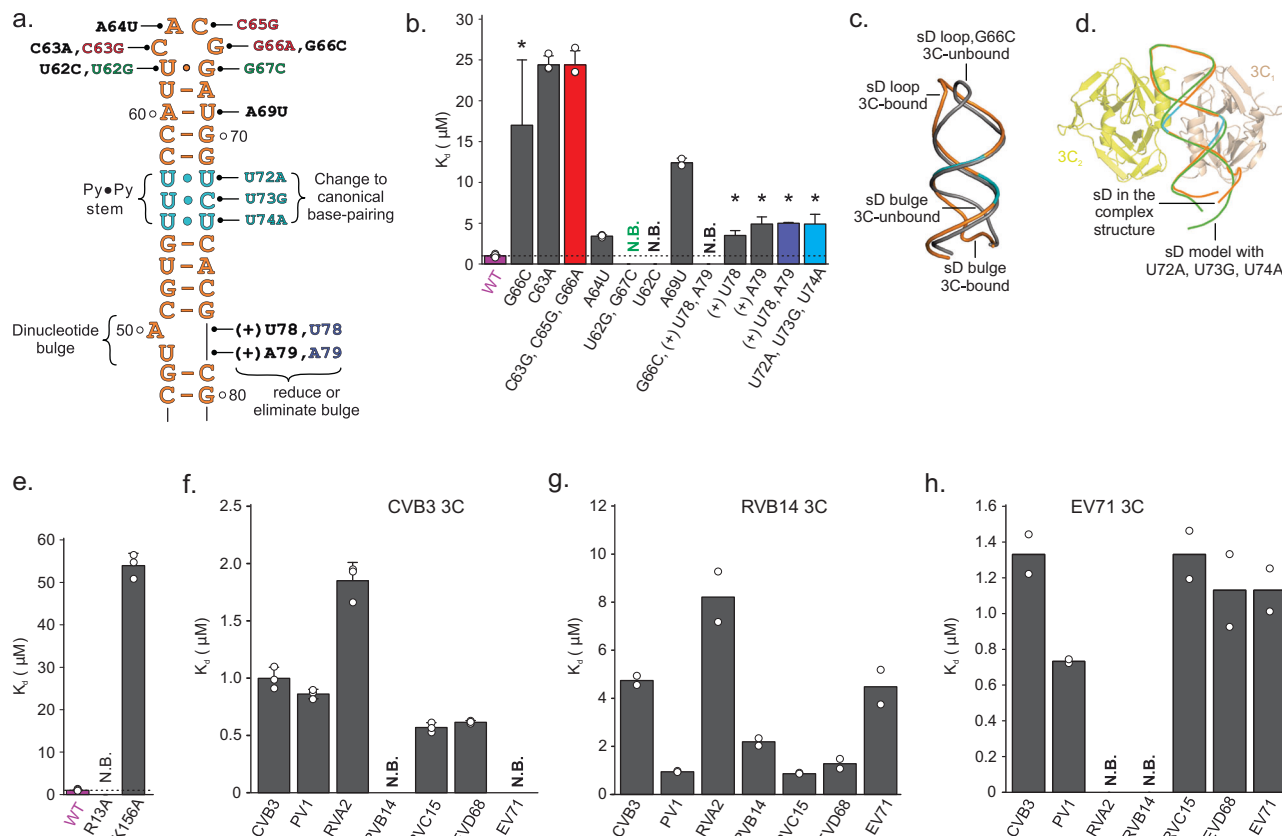 a.
A64U
A C
C65G
C63A,C63G
C
G
G66A,G66C
U62C,U62G
U
G
G67C
U
A
60
A
U
A69U
C
G
70
C
G
Py●Py
stem
U
U
U72A
U
C
U73G
U
U
U74A
Change to
canonical
base-pairing
U
C
G
A
U
C
G
C
A
G
Dinucleotide
bulge
50
A
U
(+)U78,U78
(+)A79,A79
G
C
C
G
80
reduce or
eliminate bulge
b.
Kd (μM)
30
25
20
15
10
5
0
*
N.B.
N.B.
N.B.
* * * *
WT
G66C
C63A
C63G, C65G, G66A
A64U
U62G, G67C
U62C
A69U
G66C, (+) U78, A79
(+) U78
(+) A79
(+) U78, A79
U72A, U73G, U74A
c.
sD loop,G66C
3C-unbound
sD loop
3C-bound
sD bulge
3C-unbound
sD bulge
3C-bound
d.
3C2
3C1
sD in the
complex
structure
sD model with
U72A, U73G, U74A
e.
Kd ( μM)
60
50
40
30
20
10
0
N.B.
WT
R13A
K156A
f.
CVB3 3C
Kd ( μM)
2.5
2.0
1.5
1.0
0.5
0
N.B.
N.B.
CVB3
PV1
RVA2
RVB14
RVC15
EVD68
EV71
g.
RVB14 3C
Kd ( μM)
12
10
8
6
4
2
0
CVB3
PV1
RVA2
RVB14
RVC15
EVD68
EV71
h.
EV71 3C
Kd ( μM)
1.6
1.4
1.2
1.0
0.8
0.6
0.4
0.2
0
N.B.
N.B.
CVB3
PV1
RVA2
RVB14
RVC15
EVD68
EV71